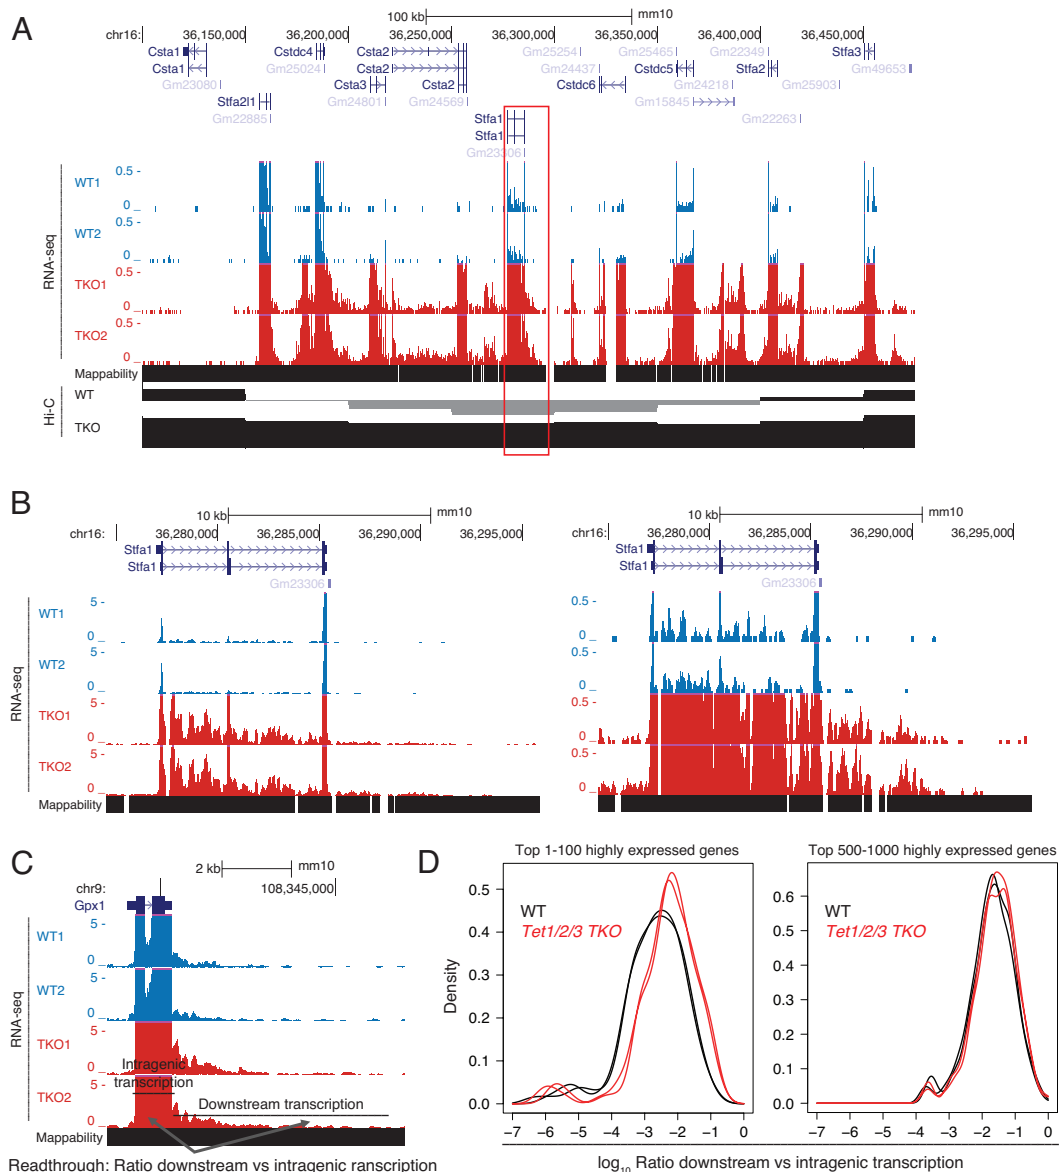 A
100 kb mm10
chr16: 36,150,000 36,200,000 36,250,000 36,300,000 36,350,000 36,400,000 36,450,000
Csta1 Cstdc4 Csta2 Gm25254 Gm25465 Gm22349 Stfa3
Csta1 Gm25024 Csta2 Gm24437 Cstdc5 Stfa2 Gm49653
Gm23080 Csta3 Csta2 Cstdc6 Gm24218 Gm25903
Stfa2l1 Gm24801 Gm24569 Gm15845
Gm22885 Stfa1 Gm22263
Stfa1
Gm23306
RNA-seq
WT1 0.5 0
WT2 0.5 0
TKO1 0.5 0
TKO2 0.5 0
Mappability
Hi-C
WT
TKO
B
10 kb mm10
chr16: 36,280,000 36,285,000 36,290,000 36,295,000
Stfa1
Stfa1
Gm23306
RNA-seq
WT1 5 0
WT2 5 0
TKO1 5 0
TKO2 5 0
Mappability
10 kb mm10
chr16: 36,280,000 36,285,000 36,290,000 36,295,000
Stfa1
Stfa1
Gm23306
0.5 0
0.5 0
0.5 0
0.5 0
C
2 kb mm10
chr9: 108,345,000
Gpx1
RNA-seq
WT1 5 0
WT2 5 0
TKO1 5 0
Intragenic
transcription
TKO2 5 0
Downstream transcription
Mappability
Readthrough: Ratio downstream vs intragenic ranscription
D
Top 1-100 highly expressed genes
WT
Tet1/2/3 TKO
Density
0.5
0.4
0.3
0.2
0.1
0.0
−7 −6 −5 −4 −3 −2 −1 0
Top 500-1000 highly expressed genes
WT
Tet1/2/3 TKO
0.6
0.5
0.4
0.3
0.2
0.1
0.0
−7 −6 −5 −4 −3 −2 −1 0
log10 Ratio downstream vs intragenic transcription